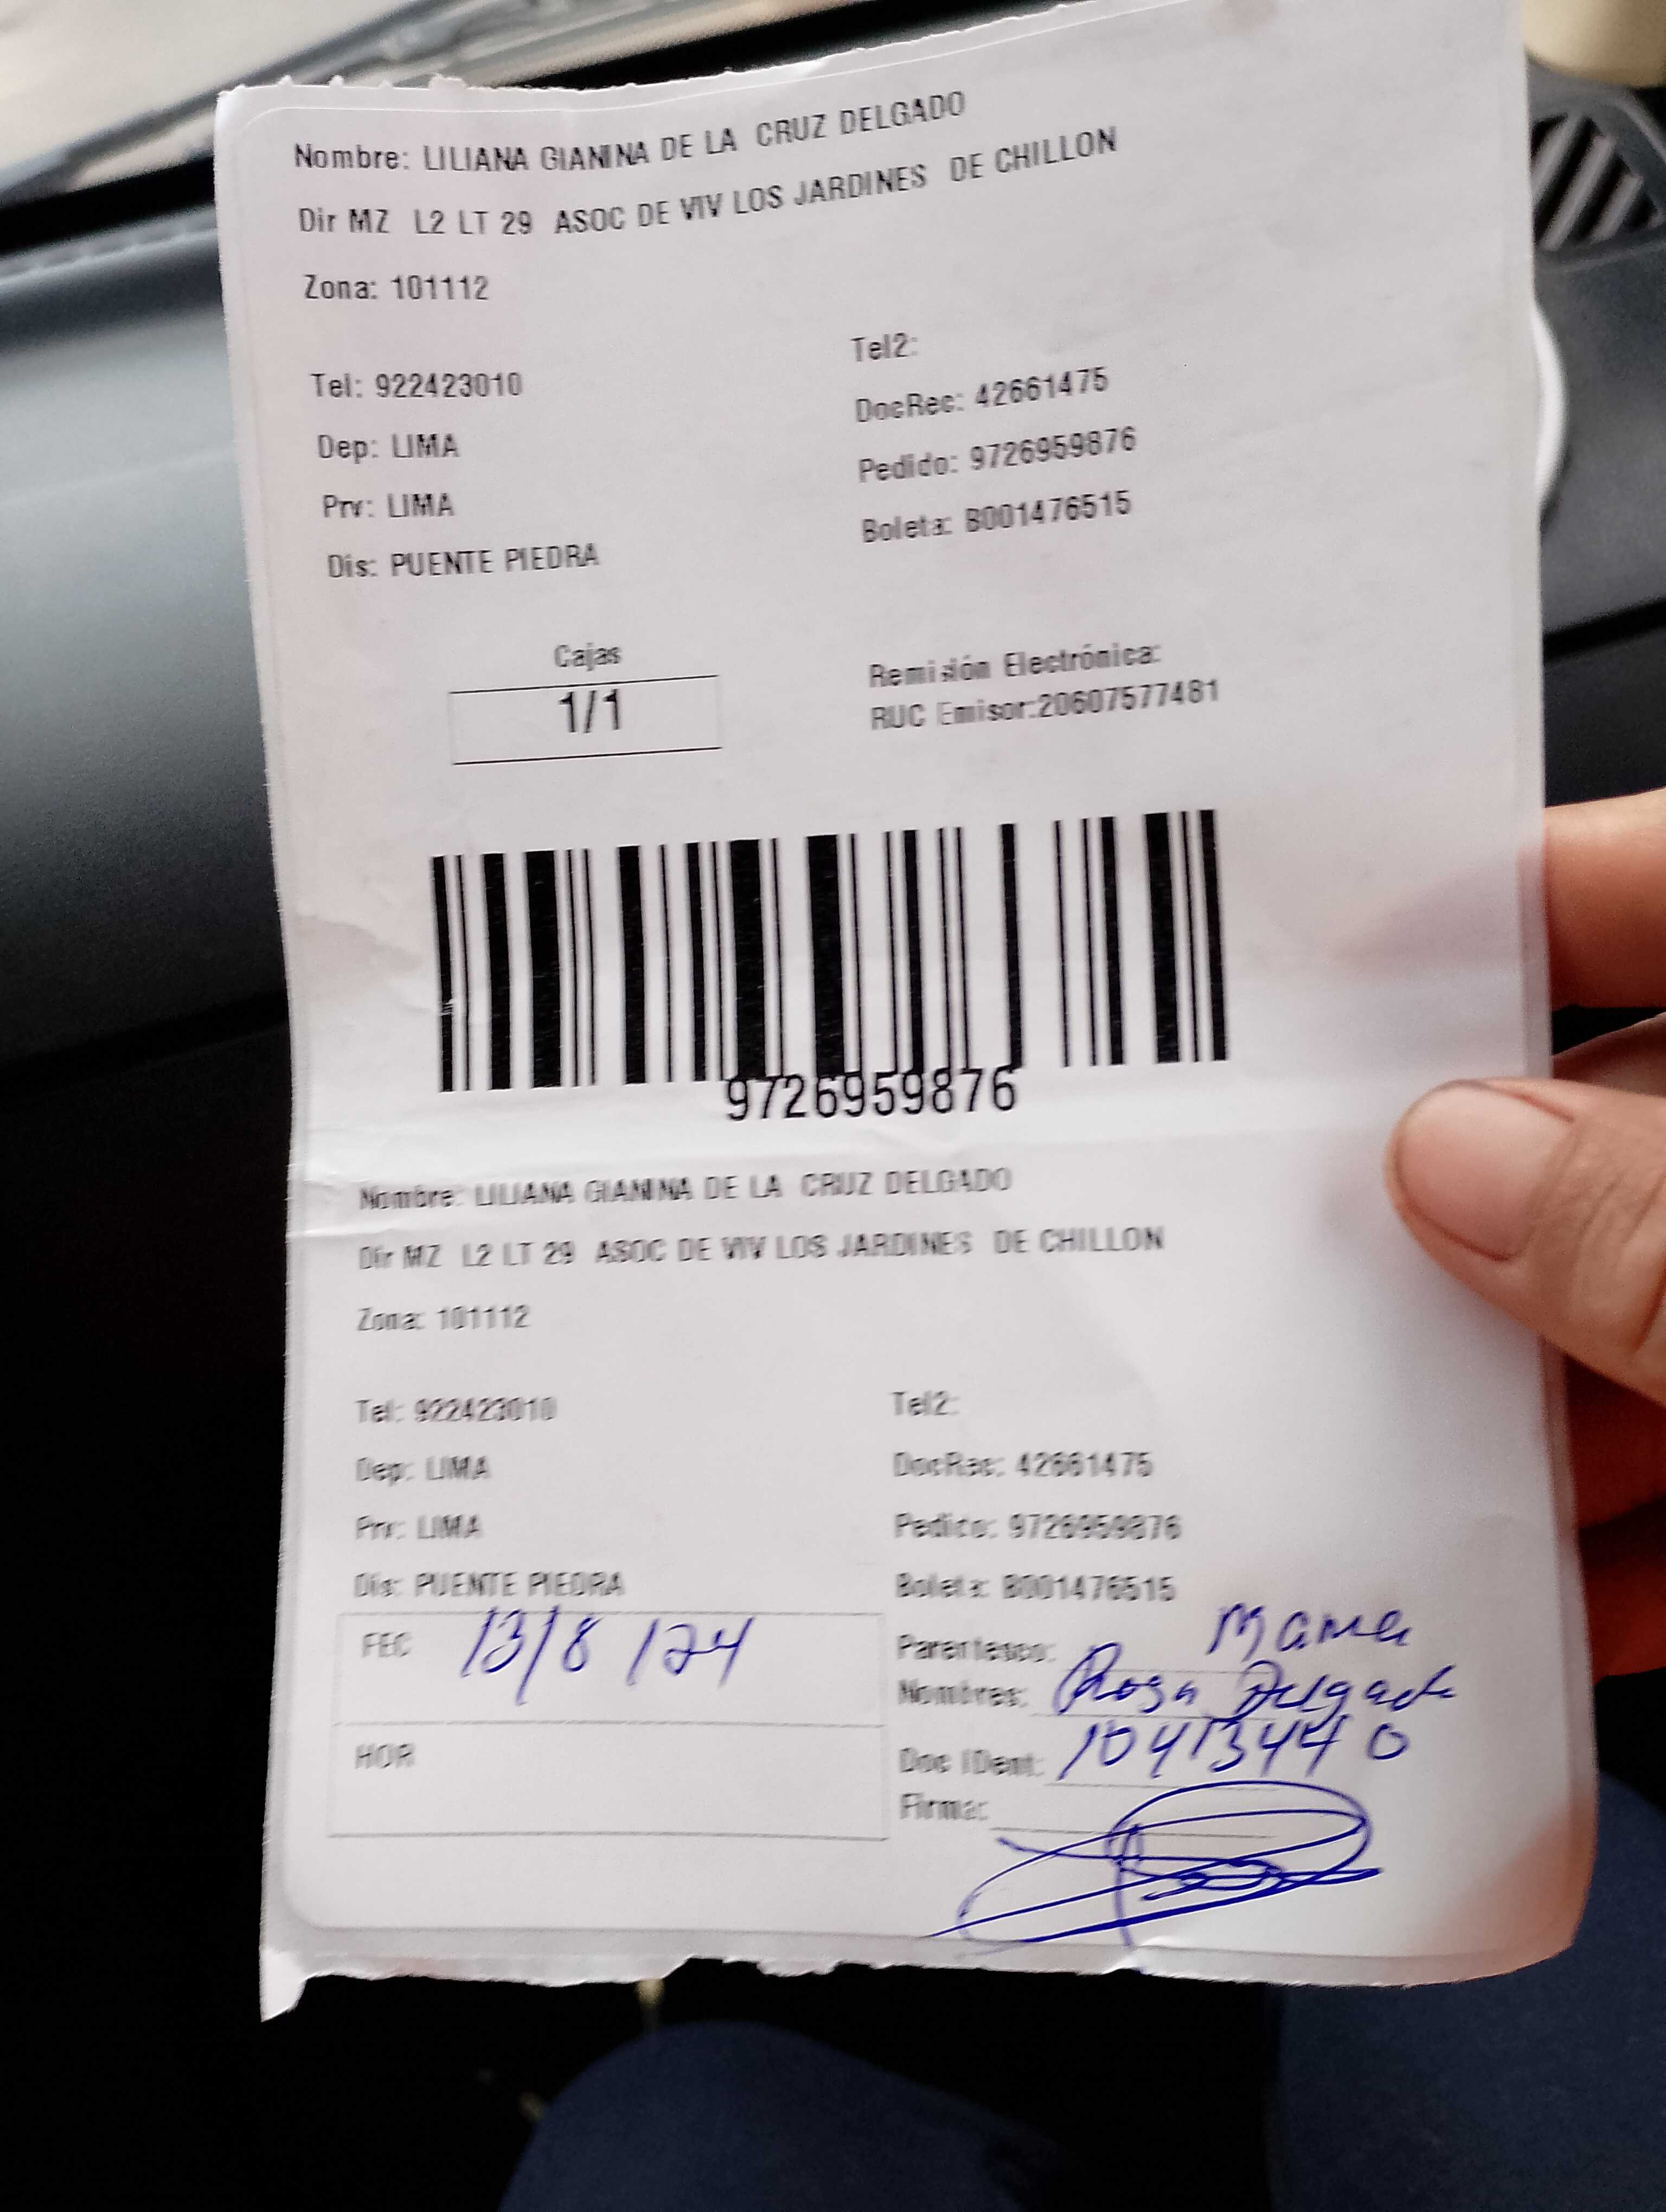 Nombre: LILIANA GIANINA DE LA CRUZ DELGADO
Dir MZ L2 LT 29 ASOC DE VIV LOS JARDINES DE CHILLON
Zona: 101112
Tel: 922423010 Tel2:
Dep: LIMA DocRec: 42661475
Prv: LIMA Pedido: 9726959876
Dis: PUENTE PIEDRA Boleta: B001476515
Cajas Remisión Electrónica:
1/1 RUC Emisor:20607577481
9726959876
Nombre: LILIANA GIANINA DE LA CRUZ DELGADO
Dir MZ L2 LT 29 ASOC DE VIV LOS JARDINES DE CHILLON
Zona: 101112
Tel: 922423010 Tel2:
Dep: LIMA DocRec: 42661475
Prv: LIMA Pedido: 9726959876
Dis: PUENTE PIEDRA Boleta: B001476515
FEC 13/8/24 Parentesco: Mama
Nombres: Rosa Delgado
HOR Doc IDent: 10413440
Firma: